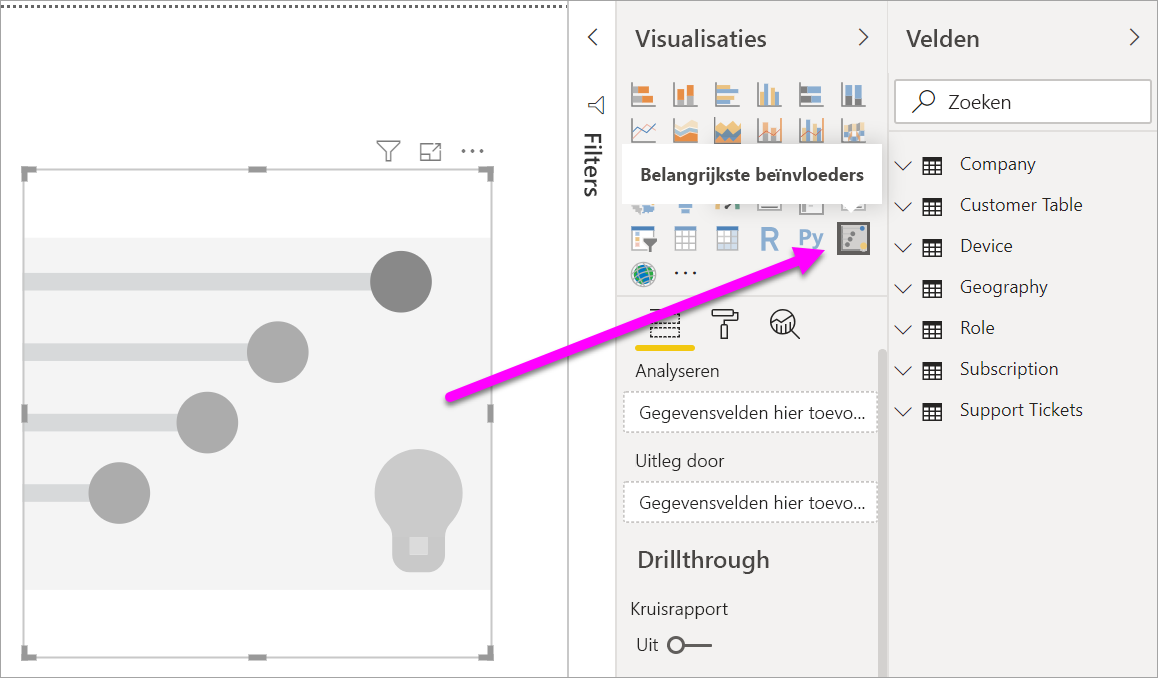 Filters
Visualisaties
Belangrijkste beïnvloeders
R
Py
Analyseren
Gegevensvelden hier toevo...
Uitleg door
Gegevensvelden hier toevo...
Drillthrough
Kruisrapport
Uit
Velden
Zoeken
Company
Customer Table
Device
Geography
Role
Subscription
Support Tickets